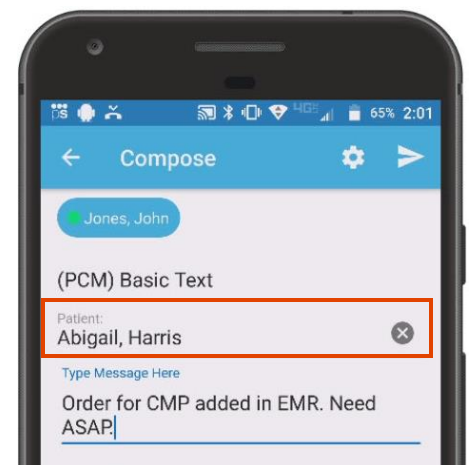 65% 2:01
Compose
Jones, John
(PCM) Basic Text
Patient:
Abigail, Harris
Type Message Here
Order for CMP added in EMR. Need
ASAP.